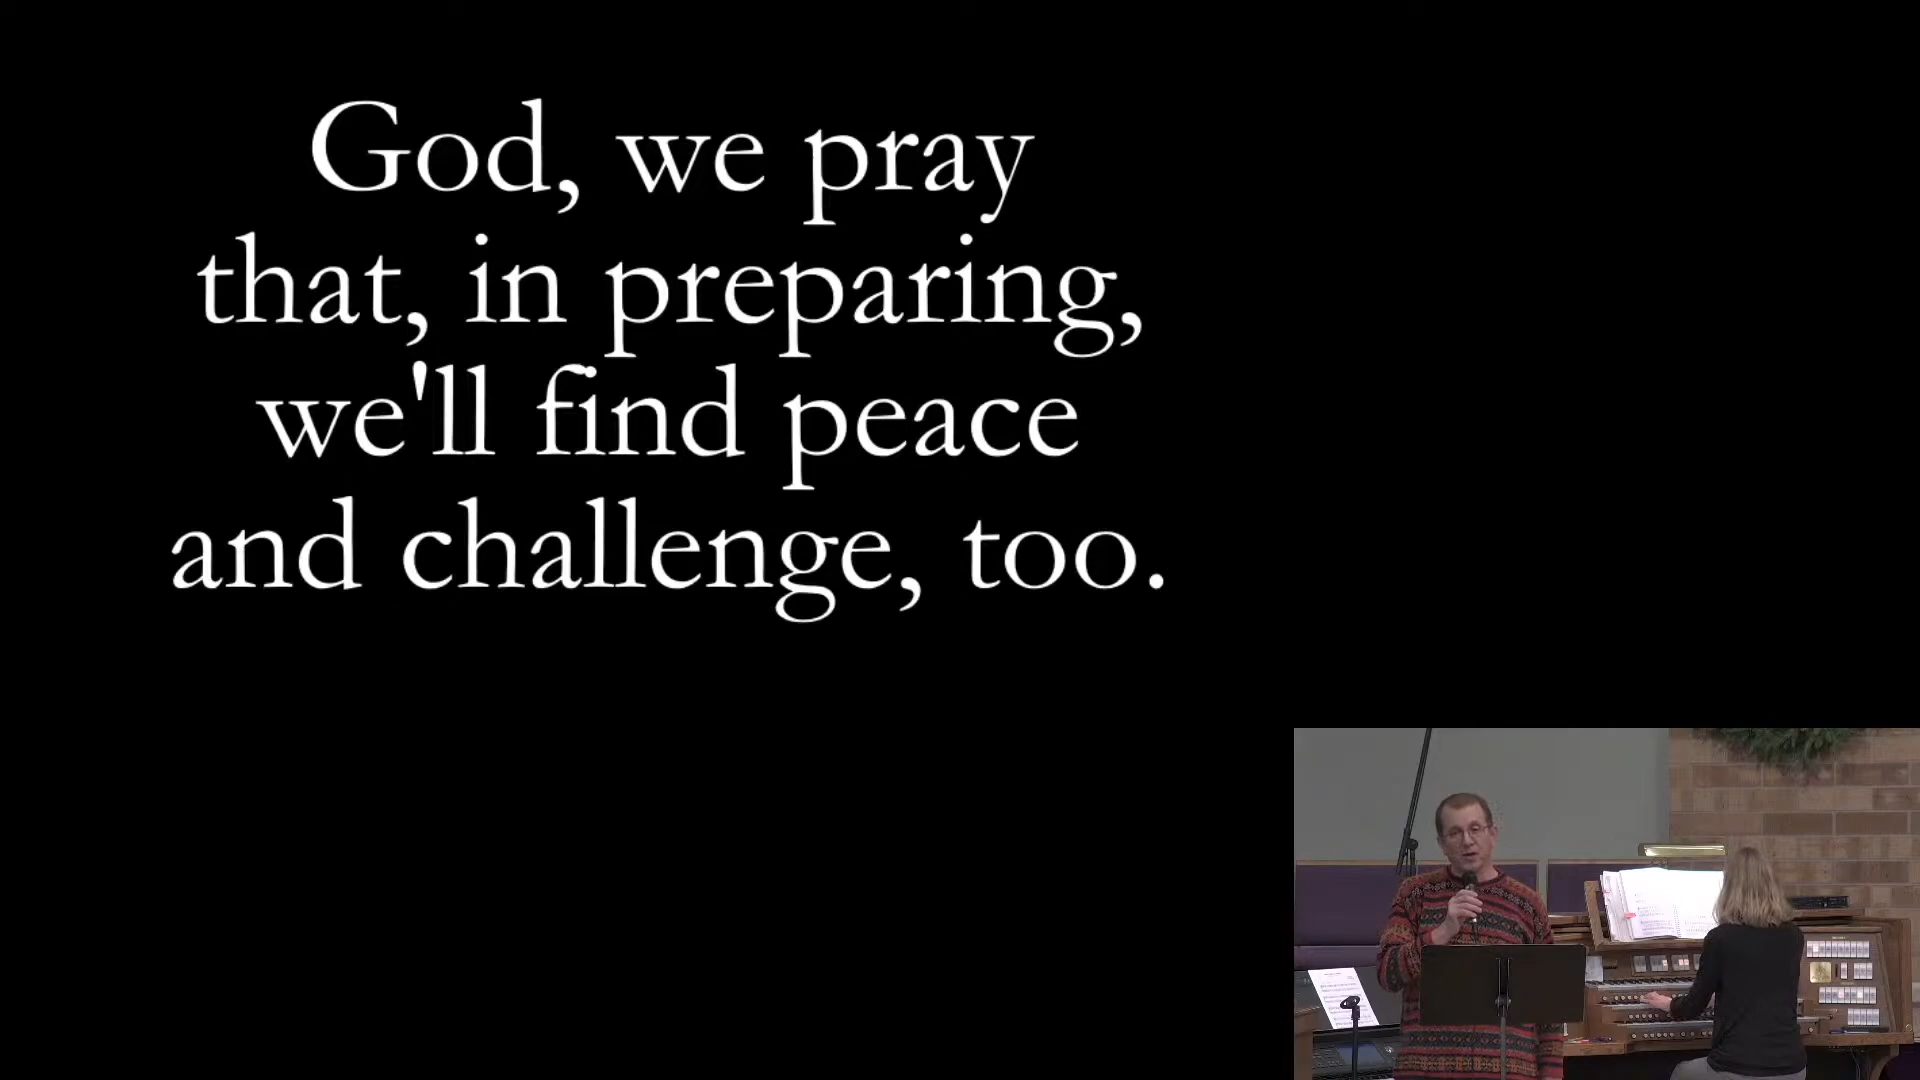 God, we pray
that, in preparing,
we'll find peace
and challenge, too.